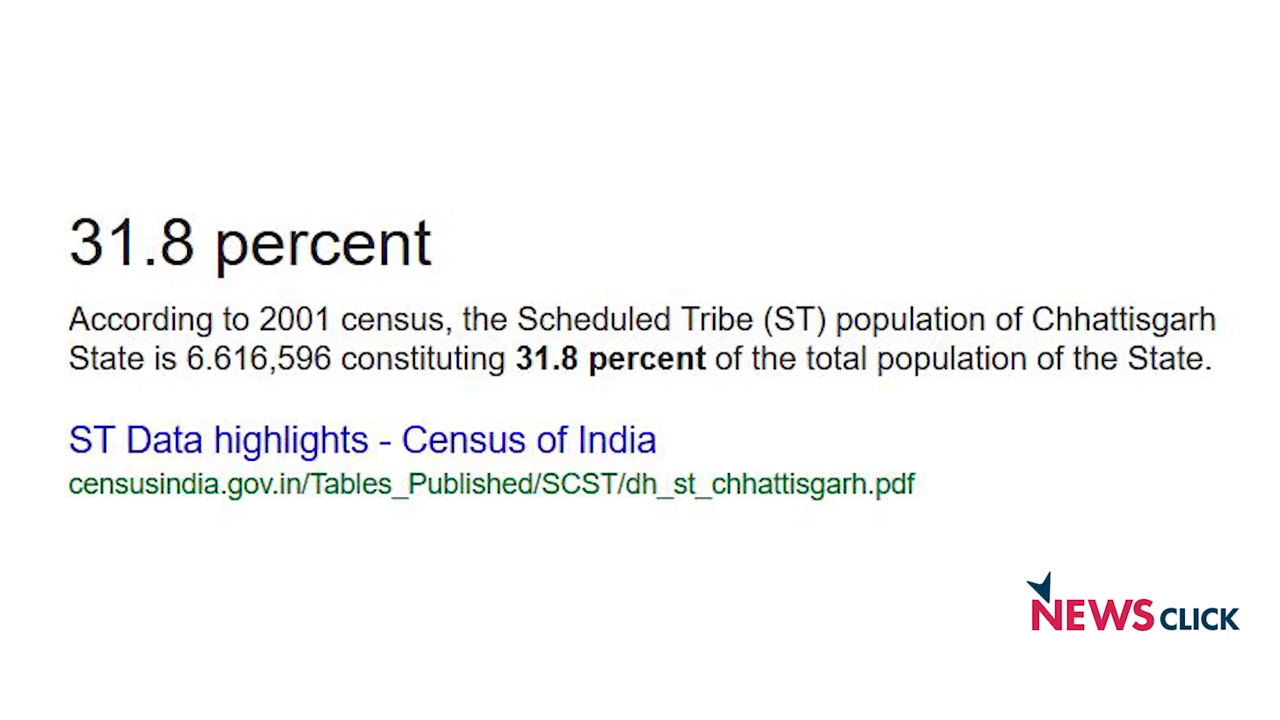 31.8 percent
According to 2001 census, the Scheduled Tribe (ST) population of Chhattisgarh
State is 6.616,596 constituting 31.8 percent of the total population of the State.
ST Data highlights - Census of India
censusindia.gov.in/Tables_Published/SCST/dh_st_chhattisgarh.pdf
NEWSCLICK